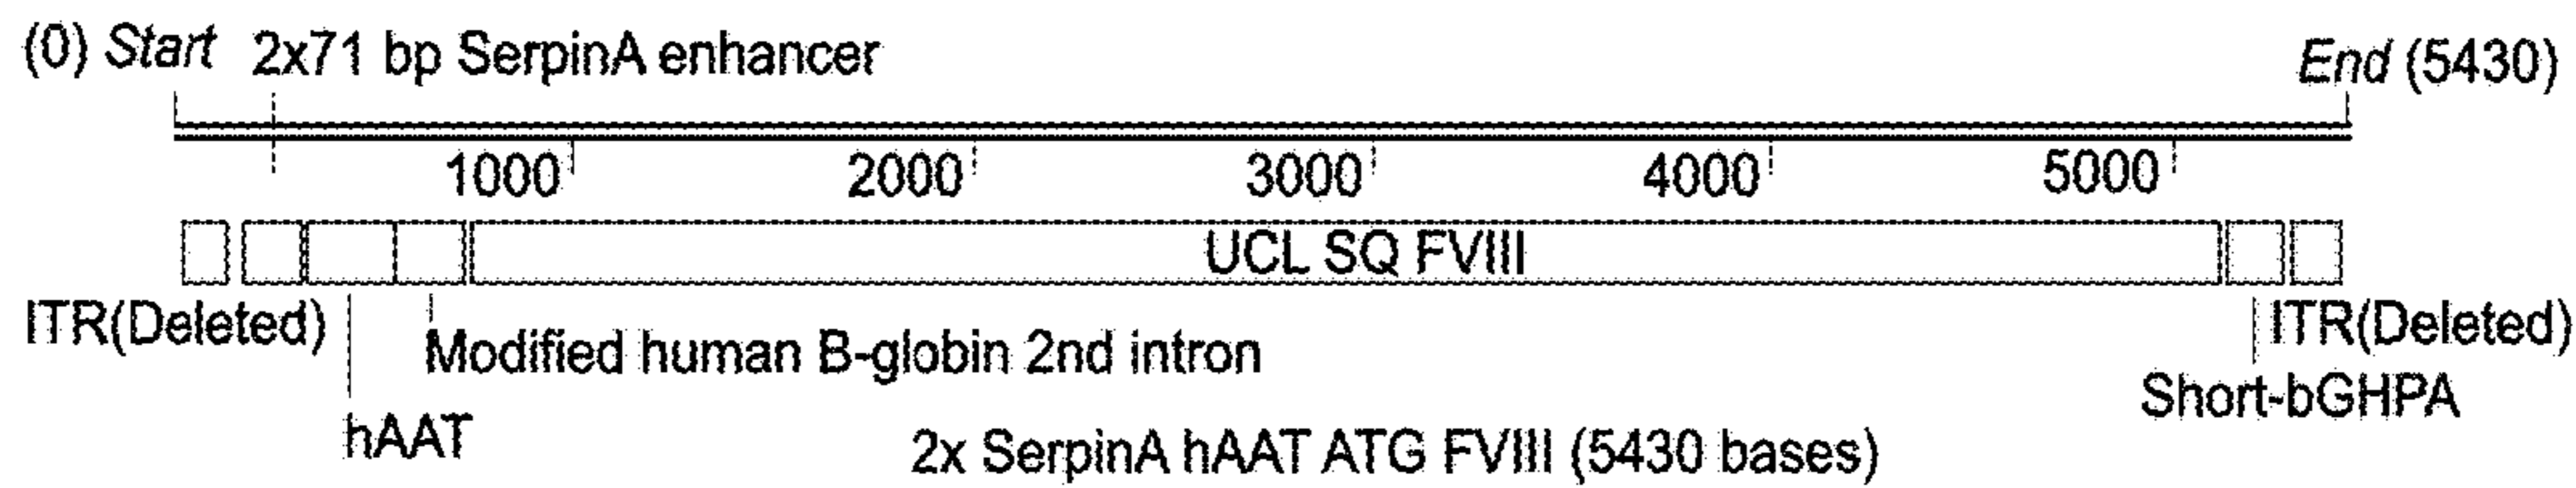 (0) Start 2x71 bp SerpinA enhancer End (5430)
1000 2000 3000 4000 5000
UCL SQ FVIII
ITR(Deleted) ITR(Deleted)
Modified human B-globin 2nd intron
Short-bGHPA
hAAT
2x SerpinA hAAT ATG FVIII (5430 bases)